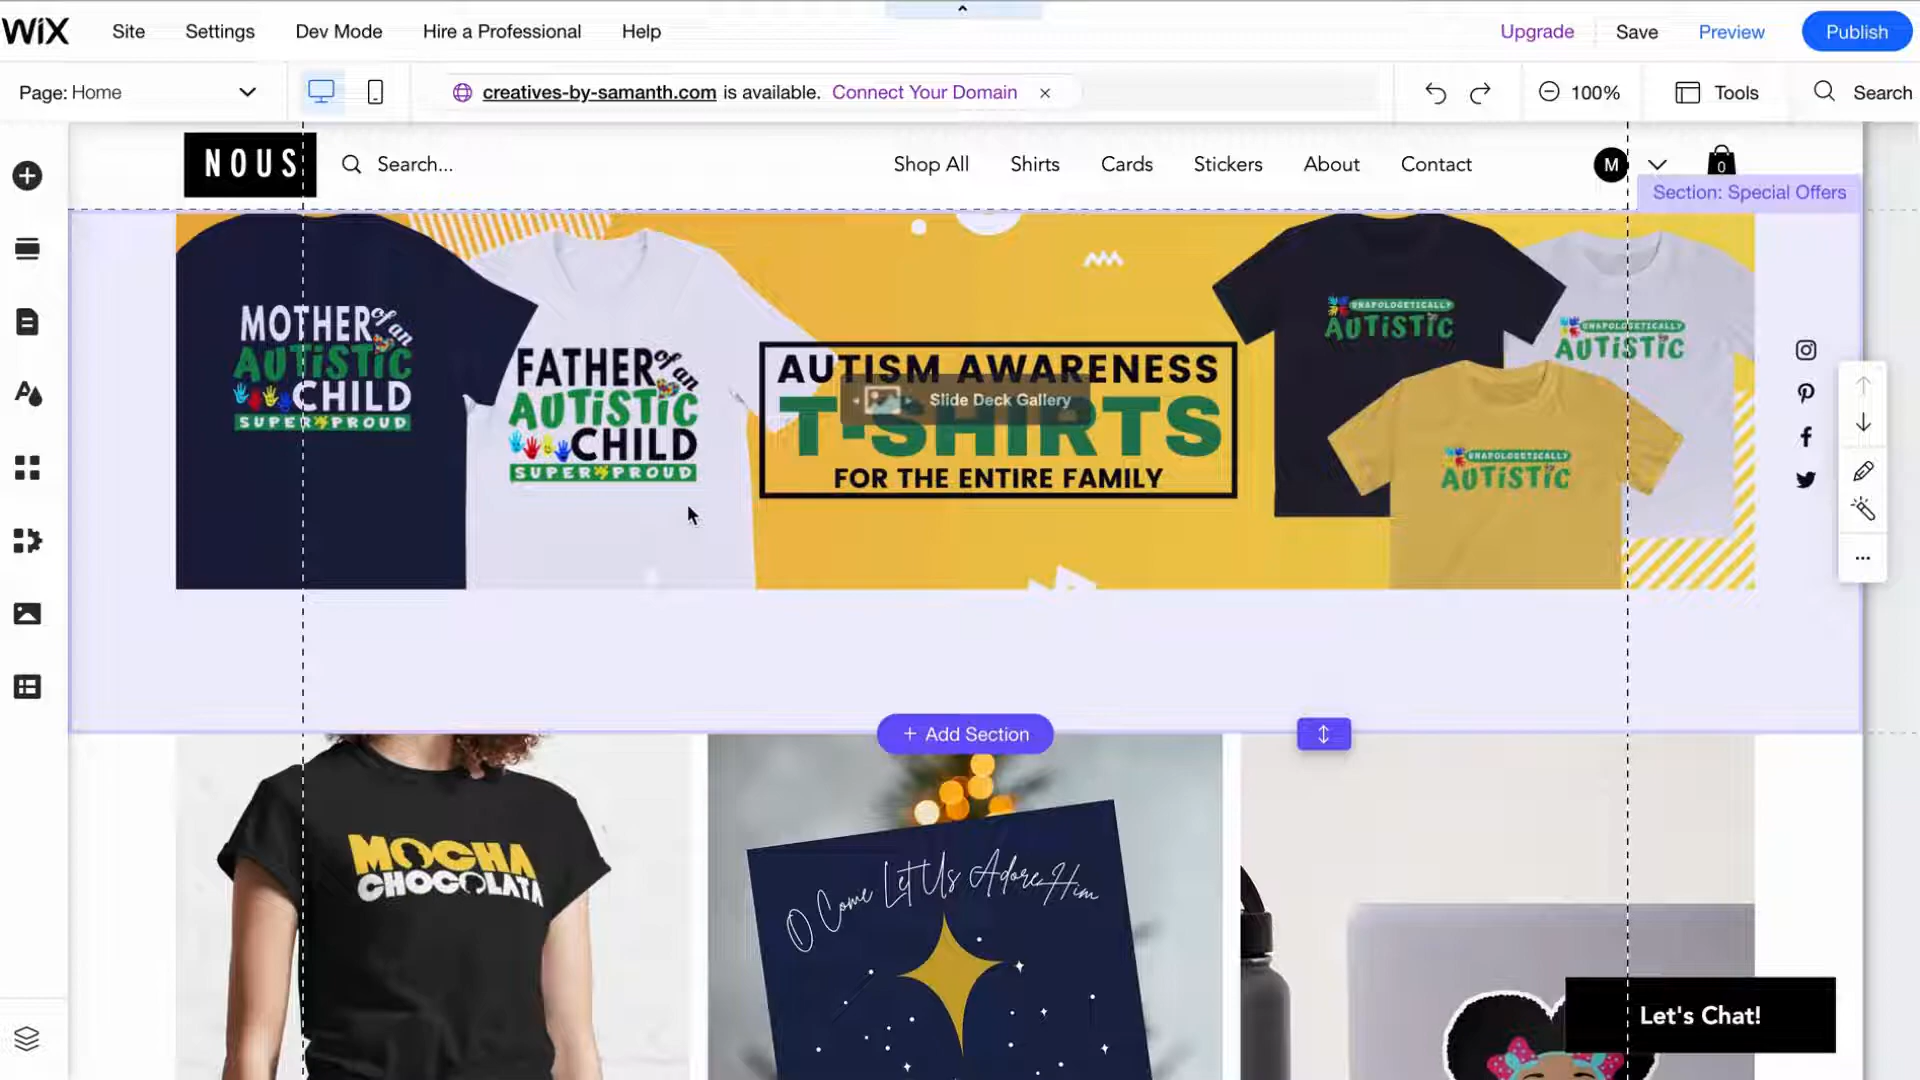 WiX
Site
Settings
Dev Mode
Hire a Professional
Help
Upgrade
Save
Preview
Publish
Page: Home
creatives-by-samanth.com is available. Connect Your Domain
100%
Tools
Search
NOUS
Search...
Shop All
Shirts
Cards
Stickers
About
Contact
M
0
Section: Special Offers
MOTHER of an
AUTiSTiC
CHILD
SUPER PROUD
FATHER of an
AUTiSTiC
CHILD
SUPER PROUD
AUTISM AWARENESS
T-SHIRTS
FOR THE ENTIRE FAMILY
Slide Deck Gallery
UNAPOLOGETICALLY
AUTiSTiC
UNAPOLOGETICALLY
AUTiSTiC
UNAPOLOGETICALLY
AUTiSTiC
+ Add Section
MOCHA
CHOCOLATA
O Come Let Us Adore Him
Let's Chat!